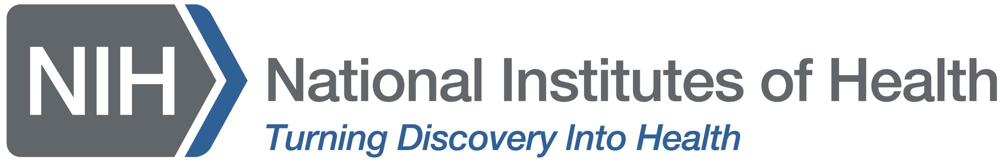 NIH
National Institutes of Health
Turning Discovery Into Health